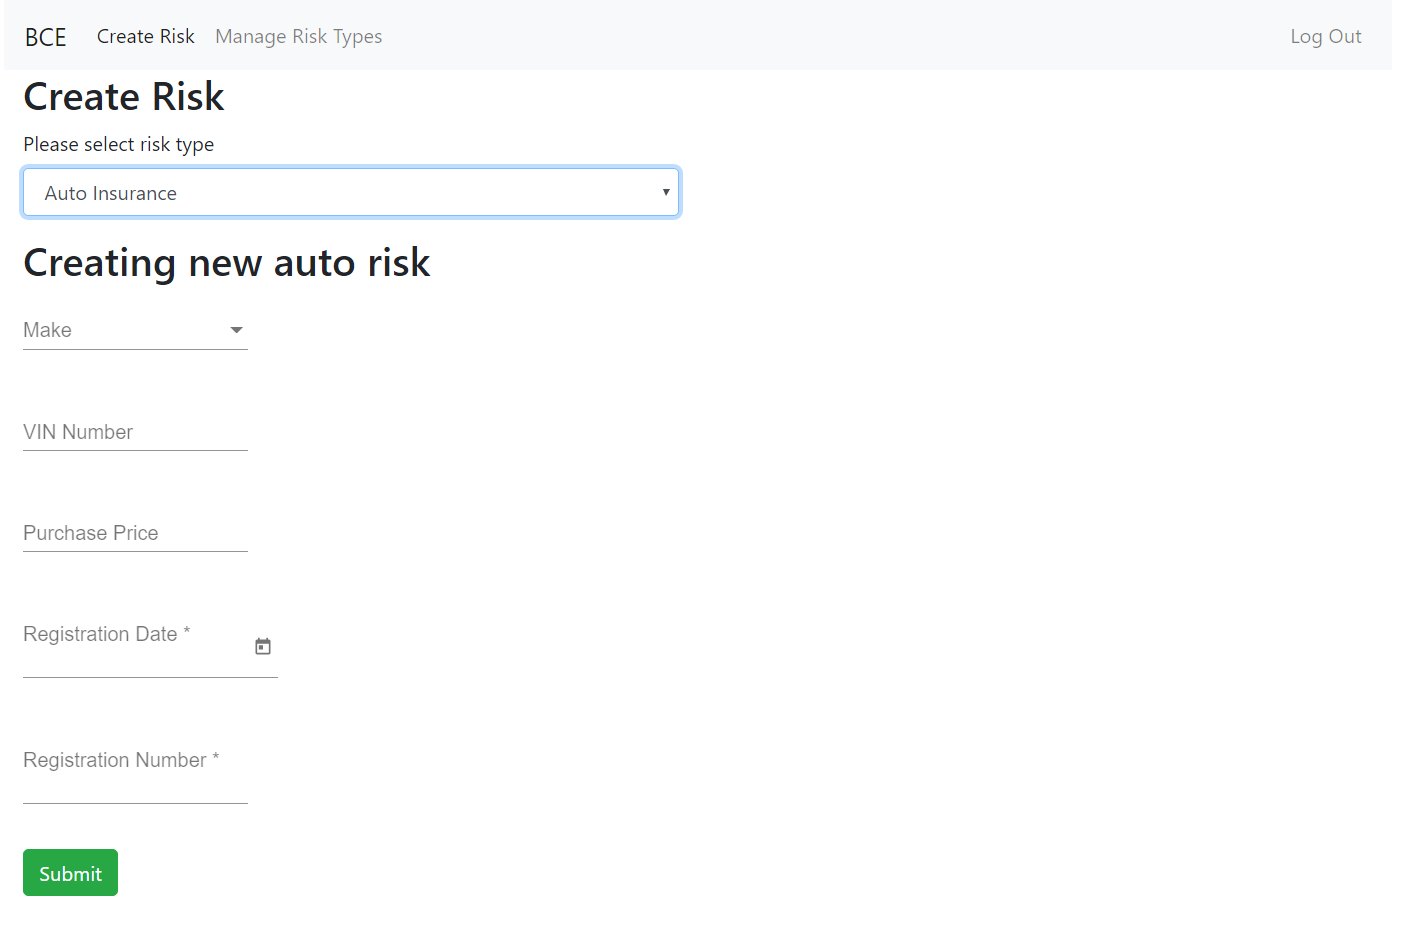 BCE Create Risk Manage Risk Types Log Out
Create Risk
Please select risk type
Auto Insurance
Creating new auto risk
Make
VIN Number
Purchase Price
Registration Date *
Registration Number *
Submit